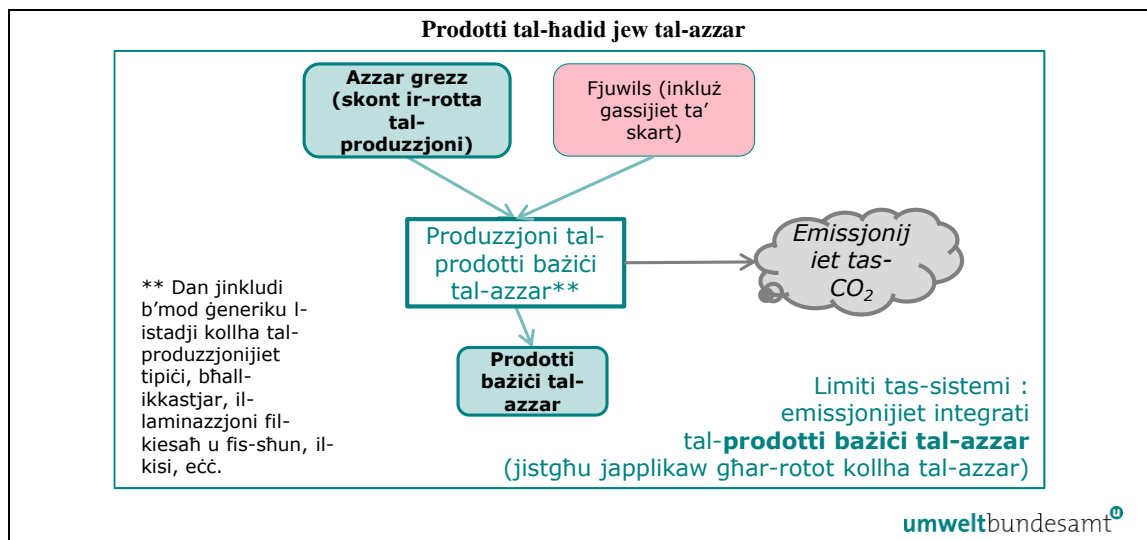 Prodotti tal-ħadid jew tal-azzar
Azzar grezz
(skont ir-rotta
tal-
produzzjoni)
Fjuwils (inkluż
gassijiet ta'
skart)
Produzzjoni tal-
prodotti bażiċi
tal-azzar**
Emissjonij
iet tas-
CO2
** Dan jinkludi
b'mod ġeneriku l-
istadji kollha tal-
produzzjonijiet
tipiċi, bħall-
ikkastjar, il-
laminazzjoni fil-
kiesaħ u fis-sħun, il-
kisi, eċċ.
Prodotti
bażiċi tal-
azzar
Limiti tas-sistemi :
emissjonijiet integrati
tal-prodotti bażiċi tal-azzar
(jistgħu japplikaw għar-rotot kollha tal-azzar)
umweltbundesamt u